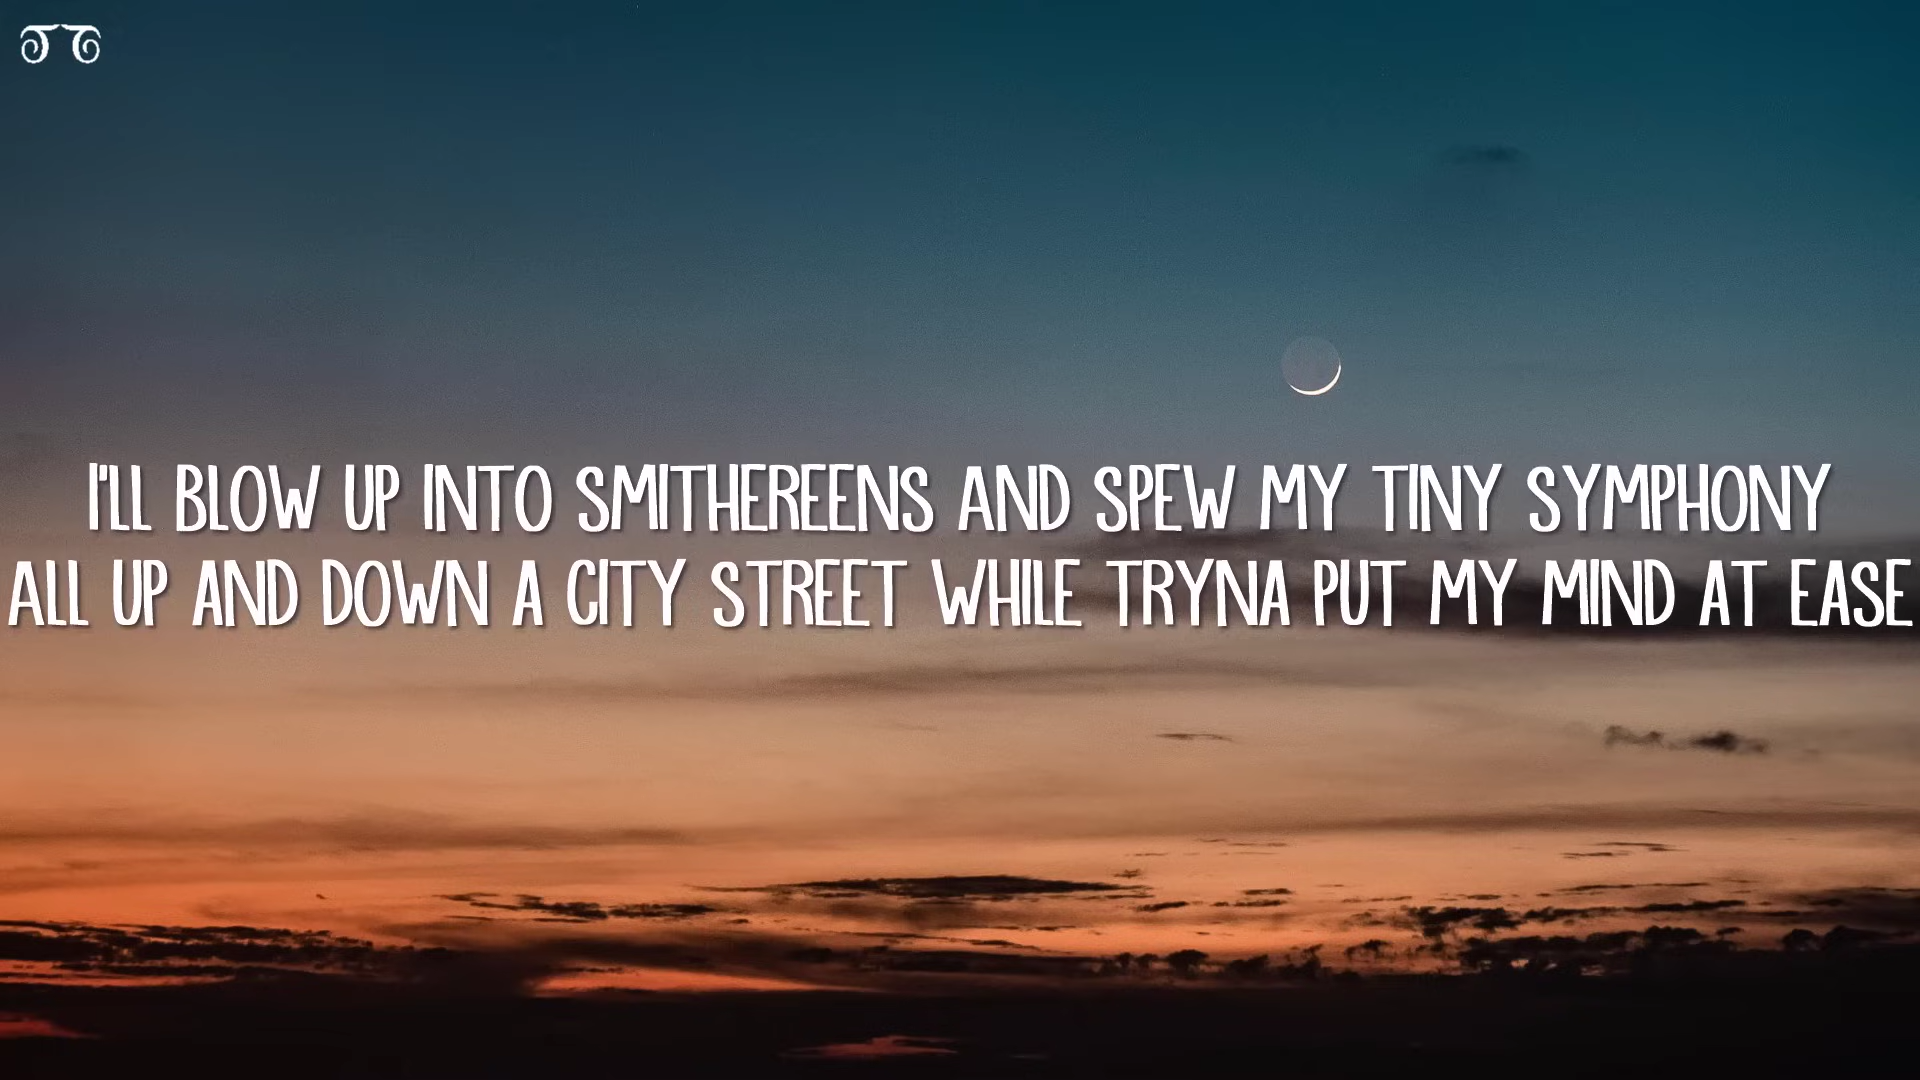 I'LL BLOW UP INTO SMITHEREENS AND SPEW MY TINY SYMPHONY
ALL UP AND DOWN A CITY STREET WHILE TRYNA PUT MY MIND AT EASE